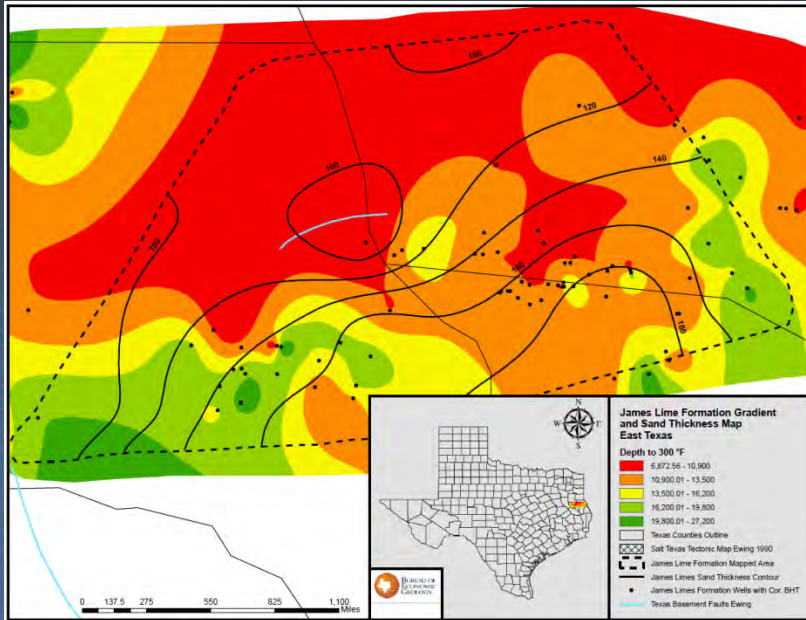 100
120
140
100
100
160
180
N
W E
S
James Lime Formation Gradient
and Sand Thickness Map
East Texas
Depth to 300 °F
6,872.56 - 10,900
10,900.01 - 13,500
13,500.01 - 16,200
16,200.01 - 19,800
19,800.01 - 27,200
Texas Counties Outline
Salt Texas Tectonic Map Ewing 1990
James Lime Formation Mapped Area
James Limes Sand Thickness Contour
James Lime Formation Wells with Cor. BHT
Texas Basement Faults Ewing
BUREAU OF
ECONOMIC
GEOLOGY
0 137.5 275 550 825 1,100
Miles